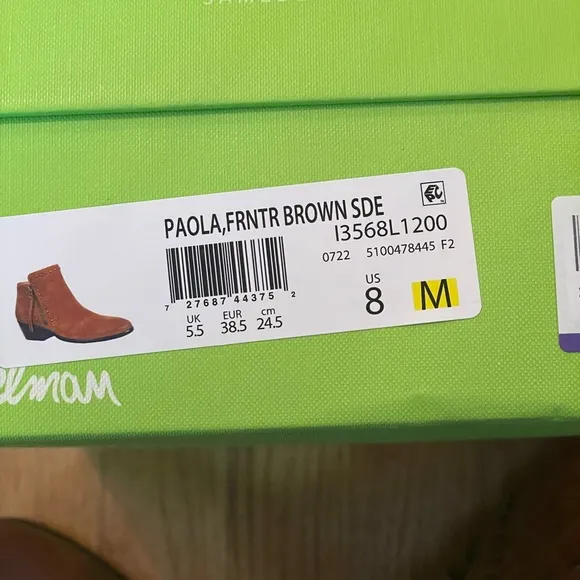 PAOLA,FRNTR BROWN SDE
I3568L1200
0722 5100478445 F2
7 27687 44375 2
UK EUR cm
5.5 38.5 24.5
US
8 M